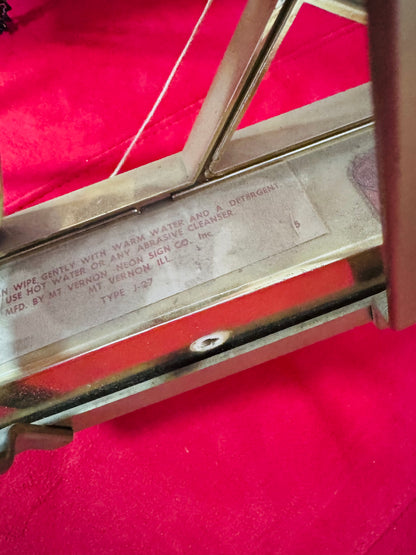 N WIPE GENTLY WITH WARM WATER AND A DETERGENT.
USE HOT WATER OR ANY ABRASIVE CLEANSER
MFD. BY MT VERNON NEON SIGN CO. Inc.
MT VERNON ILL
TYPE J-27
5